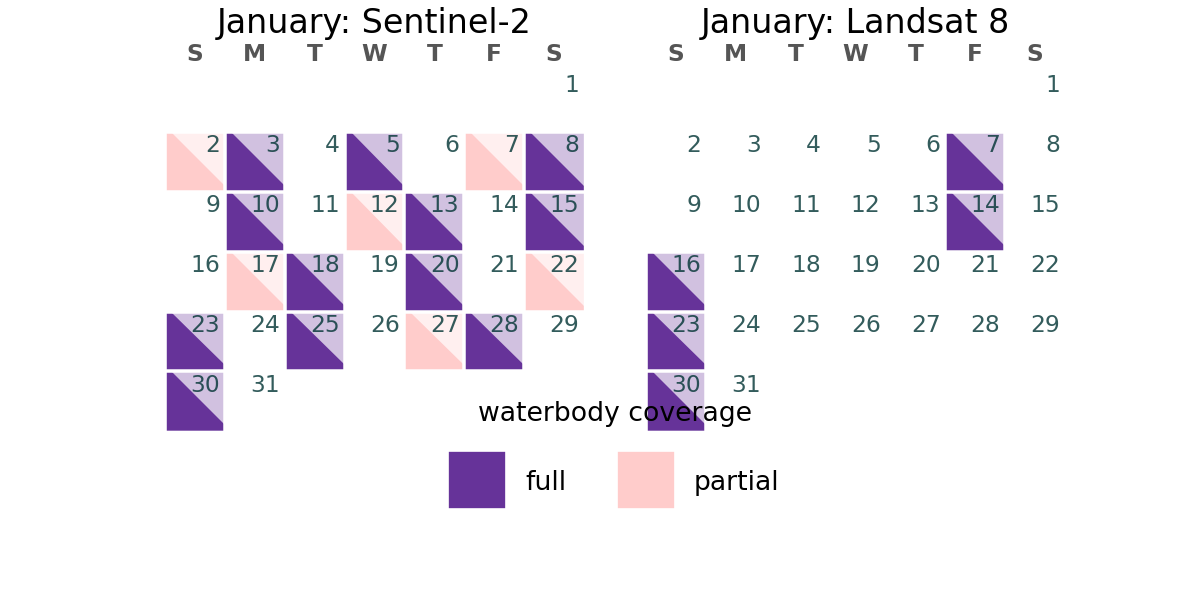 January: Sentinel-2
S M T W T F S
1
2 3 4 5 6 7 8
9 10 11 12 13 14 15
16 17 18 19 20 21 22
23 24 25 26 27 28 29
30 31
January: Landsat 8
S M T W T F S
1
2 3 4 5 6 7 8
9 10 11 12 13 14 15
16 17 18 19 20 21 22
23 24 25 26 27 28 29
30 31
waterbody coverage
full
partial